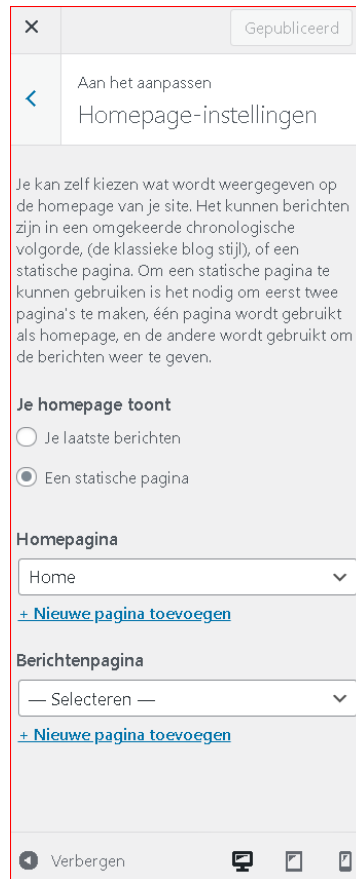 Gepubliceerd
Aan het aanpassen
Homepage-instellingen
Je kan zelf kiezen wat wordt weergegeven op
de homepage van je site. Het kunnen berichten
zijn in een omgekeerde chronologische
volgorde, (de klassieke blog stijl), of een
statische pagina. Om een statische pagina te
kunnen gebruiken is het nodig om eerst twee
pagina's te maken, één pagina wordt gebruikt
als homepage, en de andere wordt gebruikt om
de berichten weer te geven.
Je homepage toont
Je laatste berichten
Een statische pagina
Homepagina
Home
+ Nieuwe pagina toevoegen
Berichtenpagina
— Selecteren —
+ Nieuwe pagina toevoegen
Verbergen